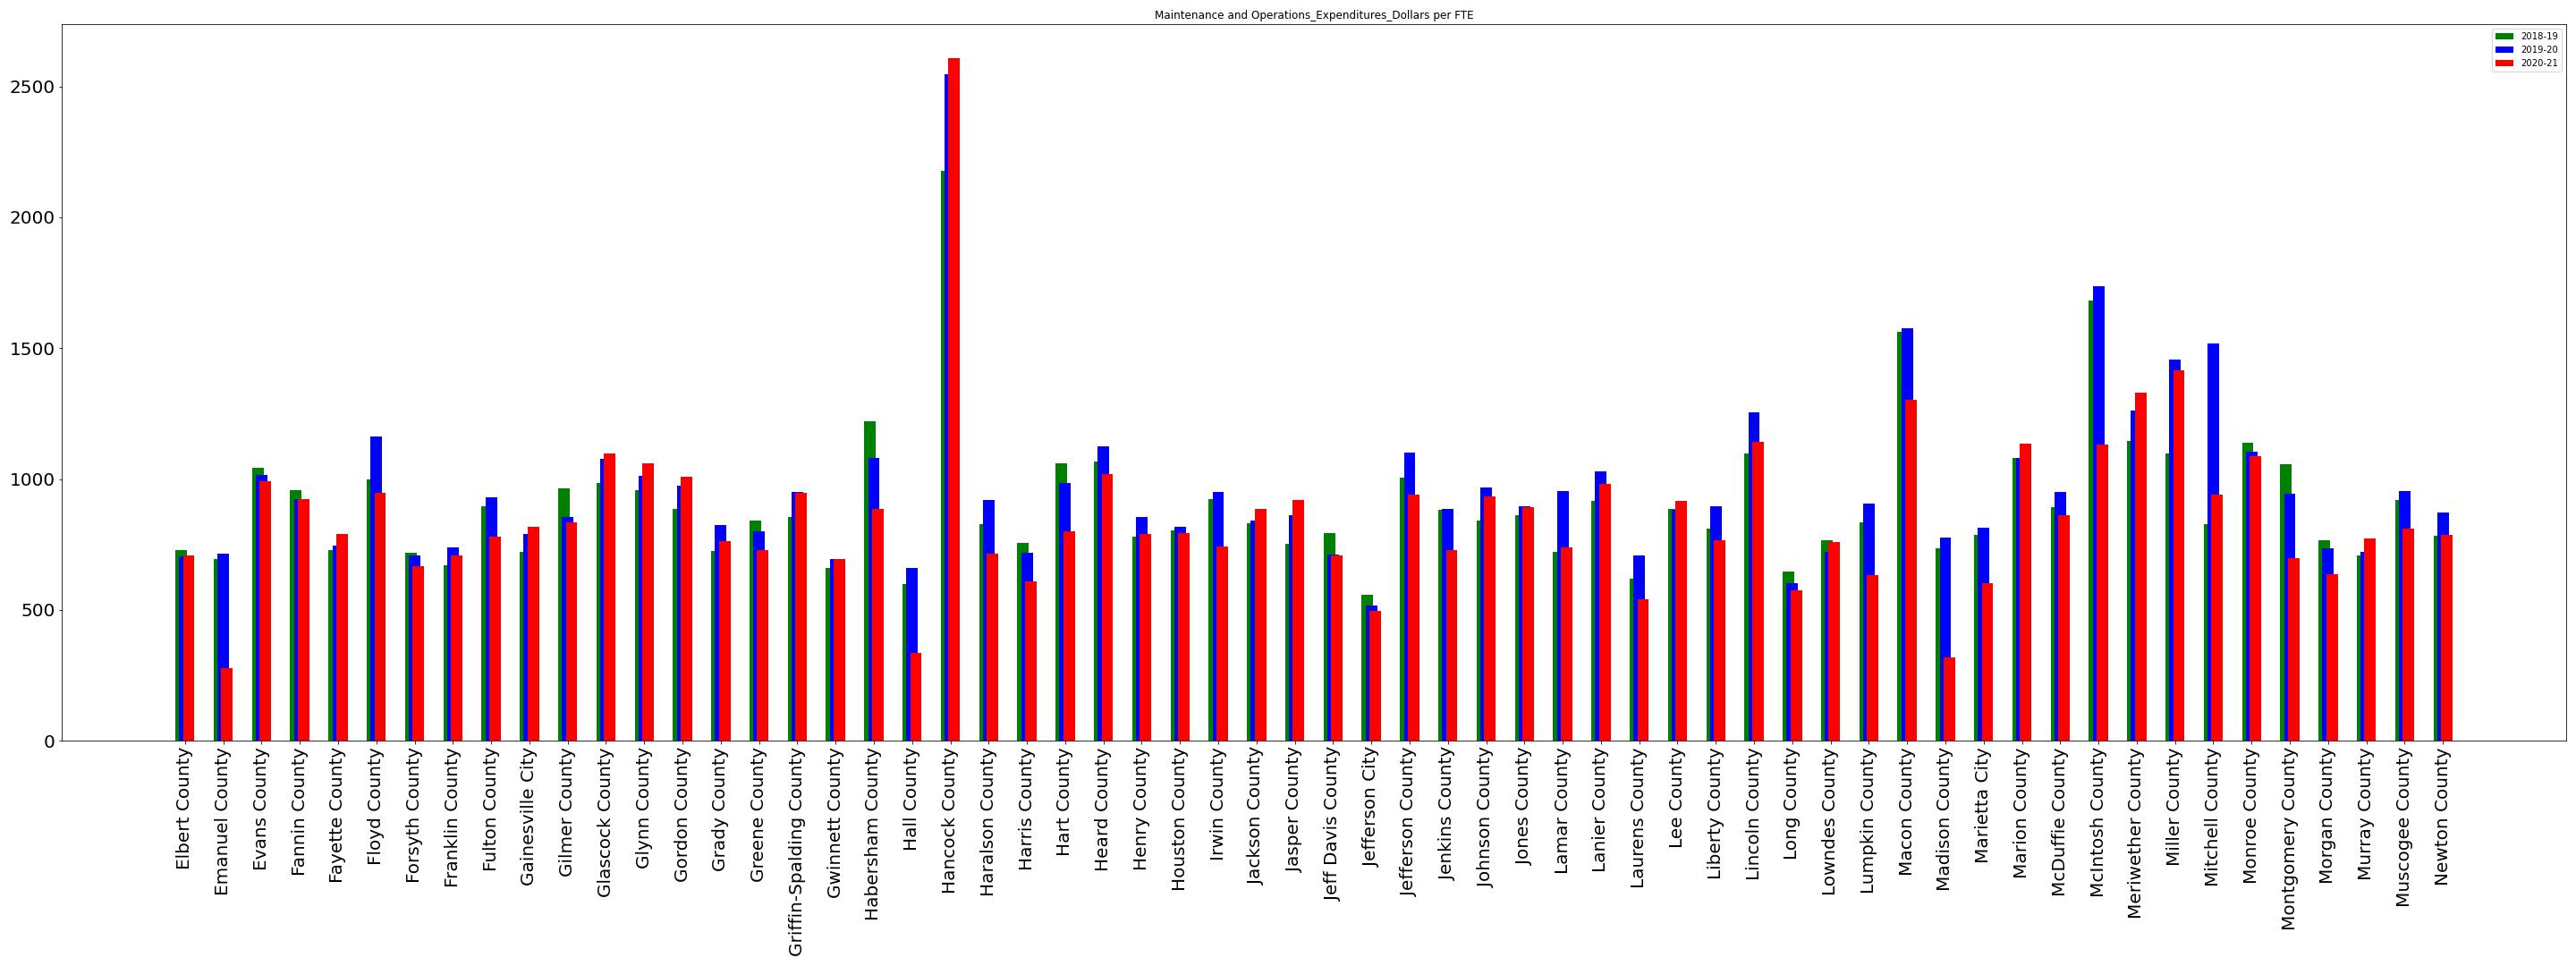 Maintenance and Operations_Expenditures_Dollars per FTE
2018-19
2019-20
2020-21
2500
2000
1500
1000
500
0
Elbert County
Emanuel County
Evans County
Fannin County
Fayette County
Floyd County
Forsyth County
Franklin County
Fulton County
Gainesville City
Gilmer County
Glascock County
Glynn County
Gordon County
Grady County
Greene County
Griffin-Spalding County
Gwinnett County
Habersham County
Hall County
Hancock County
Haralson County
Harris County
Hart County
Heard County
Henry County
Houston County
Irwin County
Jackson County
Jasper County
Jeff Davis County
Jefferson City
Jefferson County
Jenkins County
Johnson County
Jones County
Lamar County
Lanier County
Laurens County
Lee County
Liberty County
Lincoln County
Long County
Lowndes County
Lumpkin County
Macon County
Madison County
Marietta City
Marion County
McDuffie County
McIntosh County
Meriwether County
Miller County
Mitchell County
Monroe County
Montgomery County
Morgan County
Murray County
Muscogee County
Newton County